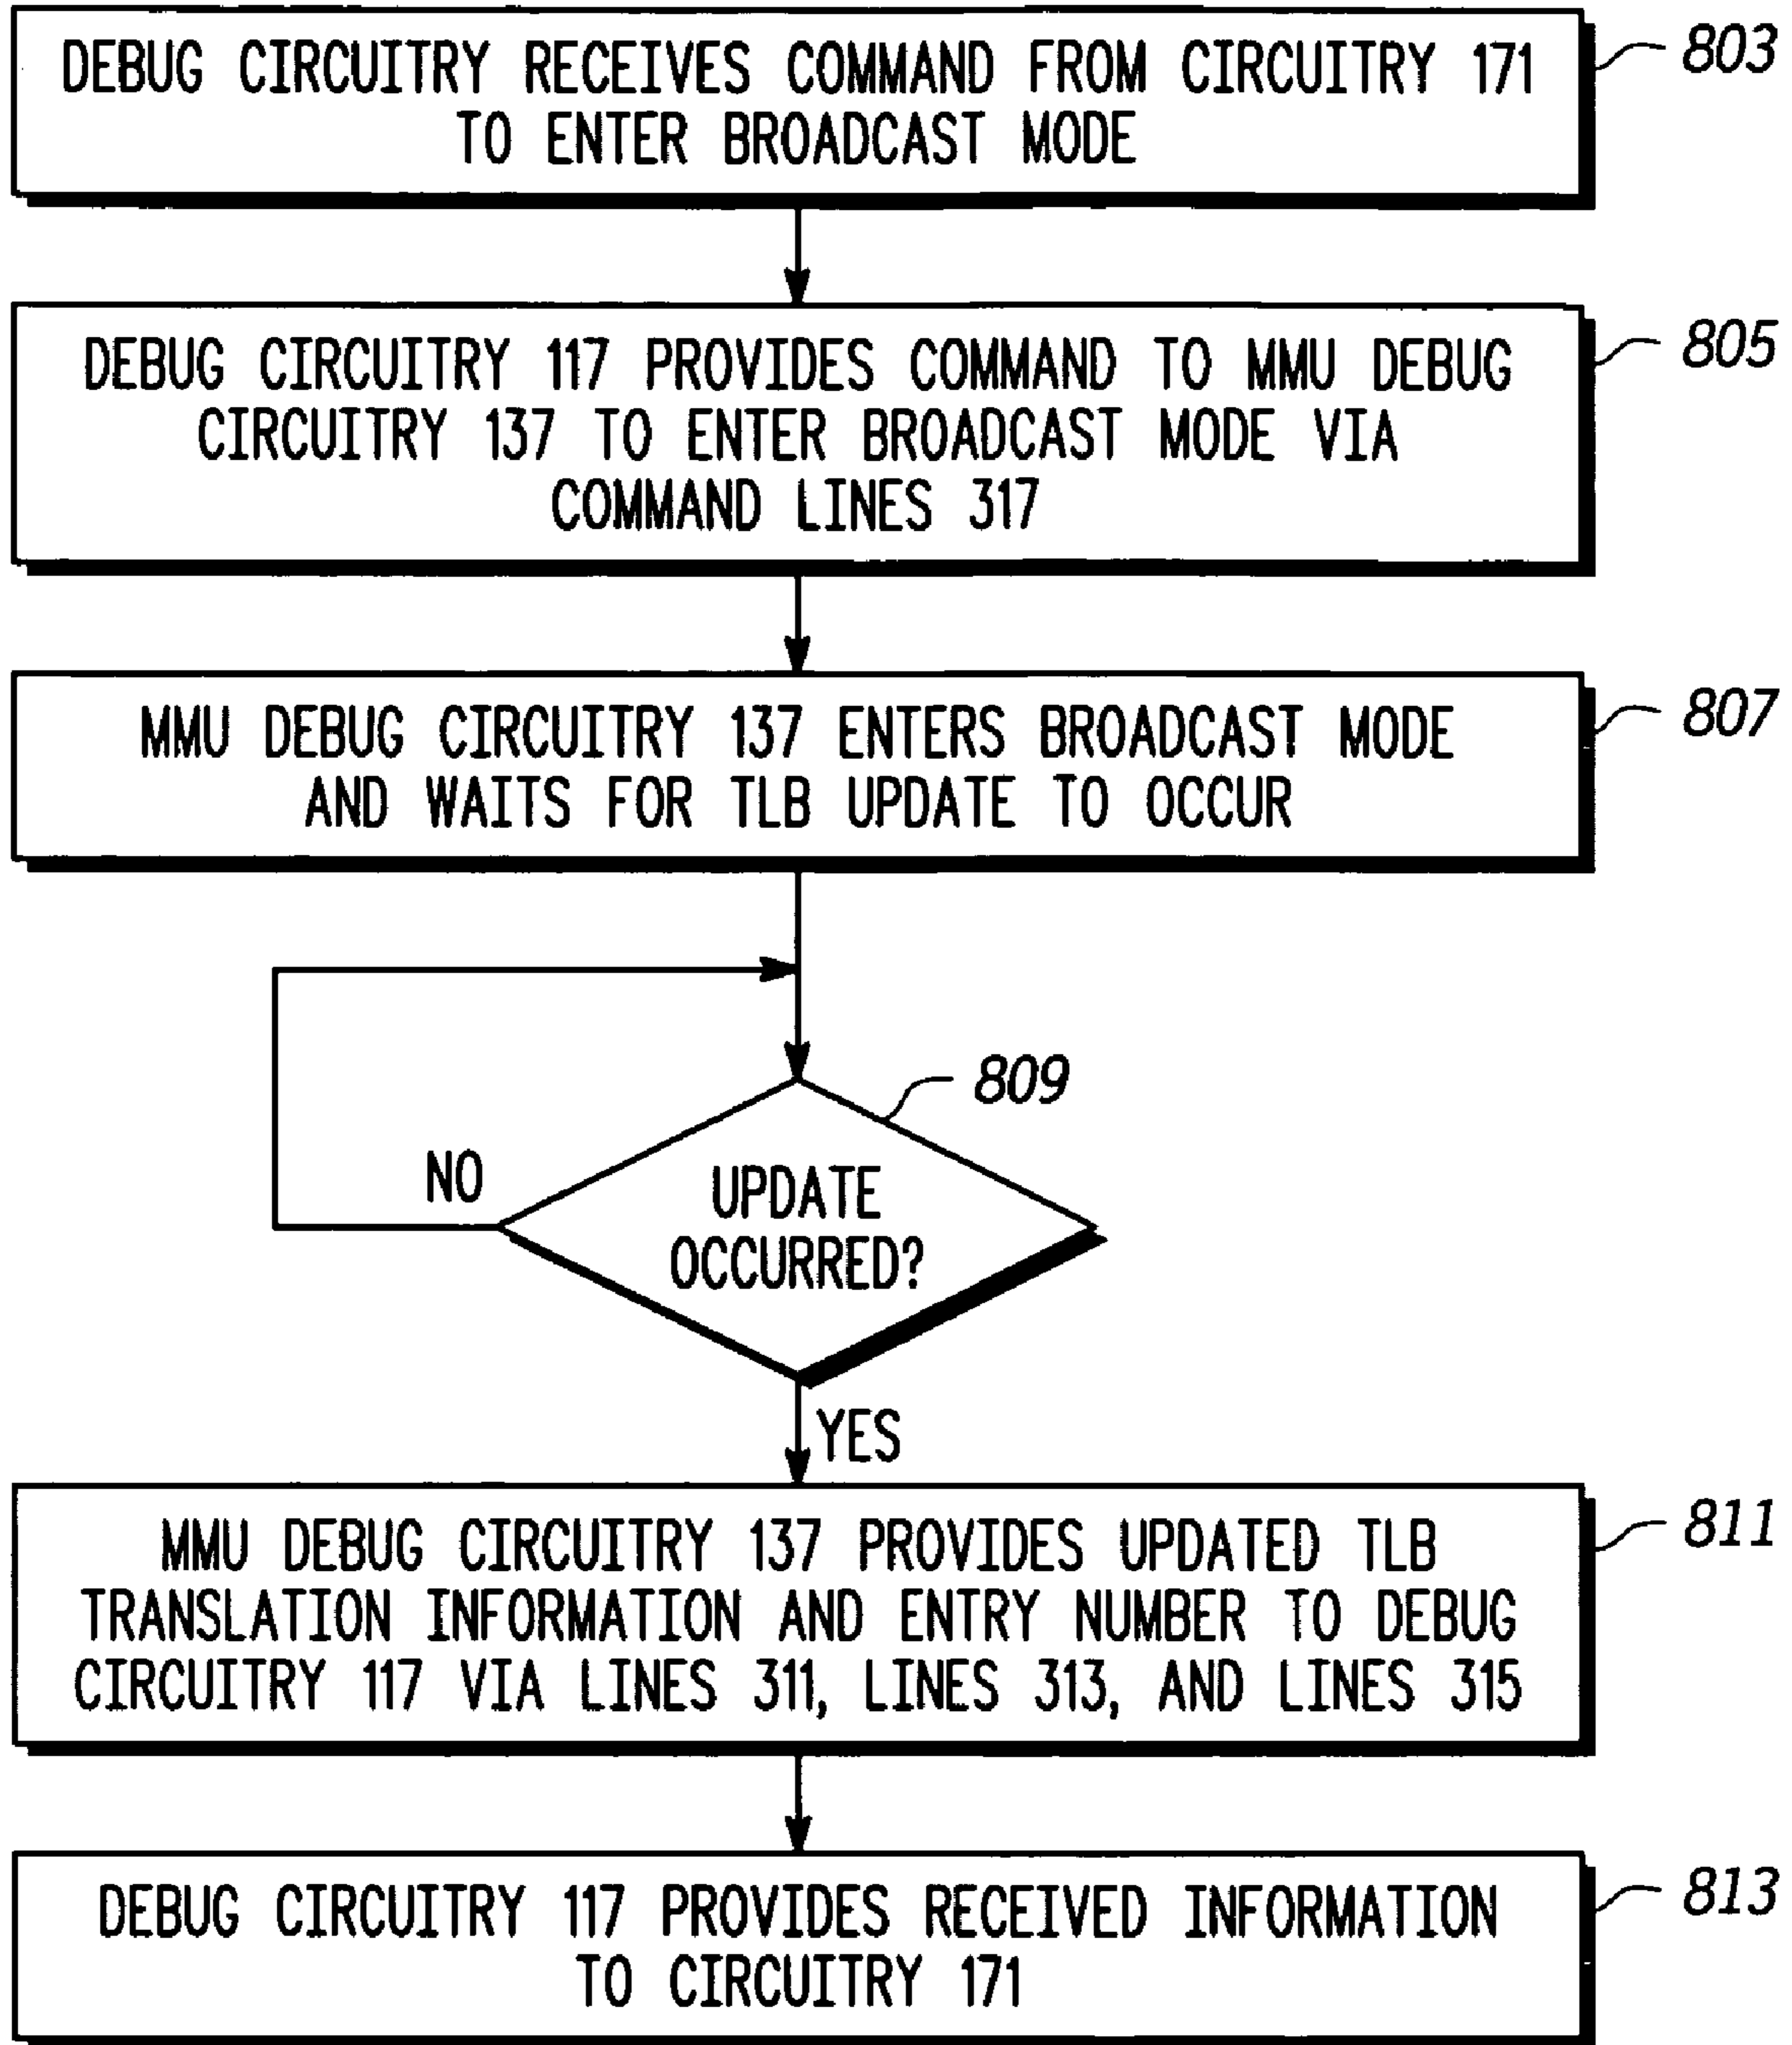 DEBUG CIRCUITRY RECEIVES COMMAND FROM CIRCUITRY 171
TO ENTER BROADCAST MODE
803
DEBUG CIRCUITRY 117 PROVIDES COMMAND TO MMU DEBUG
CIRCUITRY 137 TO ENTER BROADCAST MODE VIA
COMMAND LINES 317
805
MMU DEBUG CIRCUITRY 137 ENTERS BROADCAST MODE
AND WAITS FOR TLB UPDATE TO OCCUR
807
809
NO
UPDATE
OCCURRED?
YES
MMU DEBUG CIRCUITRY 137 PROVIDES UPDATED TLB
TRANSLATION INFORMATION AND ENTRY NUMBER TO DEBUG
CIRCUITRY 117 VIA LINES 311, LINES 313, AND LINES 315
811
DEBUG CIRCUITRY 117 PROVIDES RECEIVED INFORMATION
TO CIRCUITRY 171
813